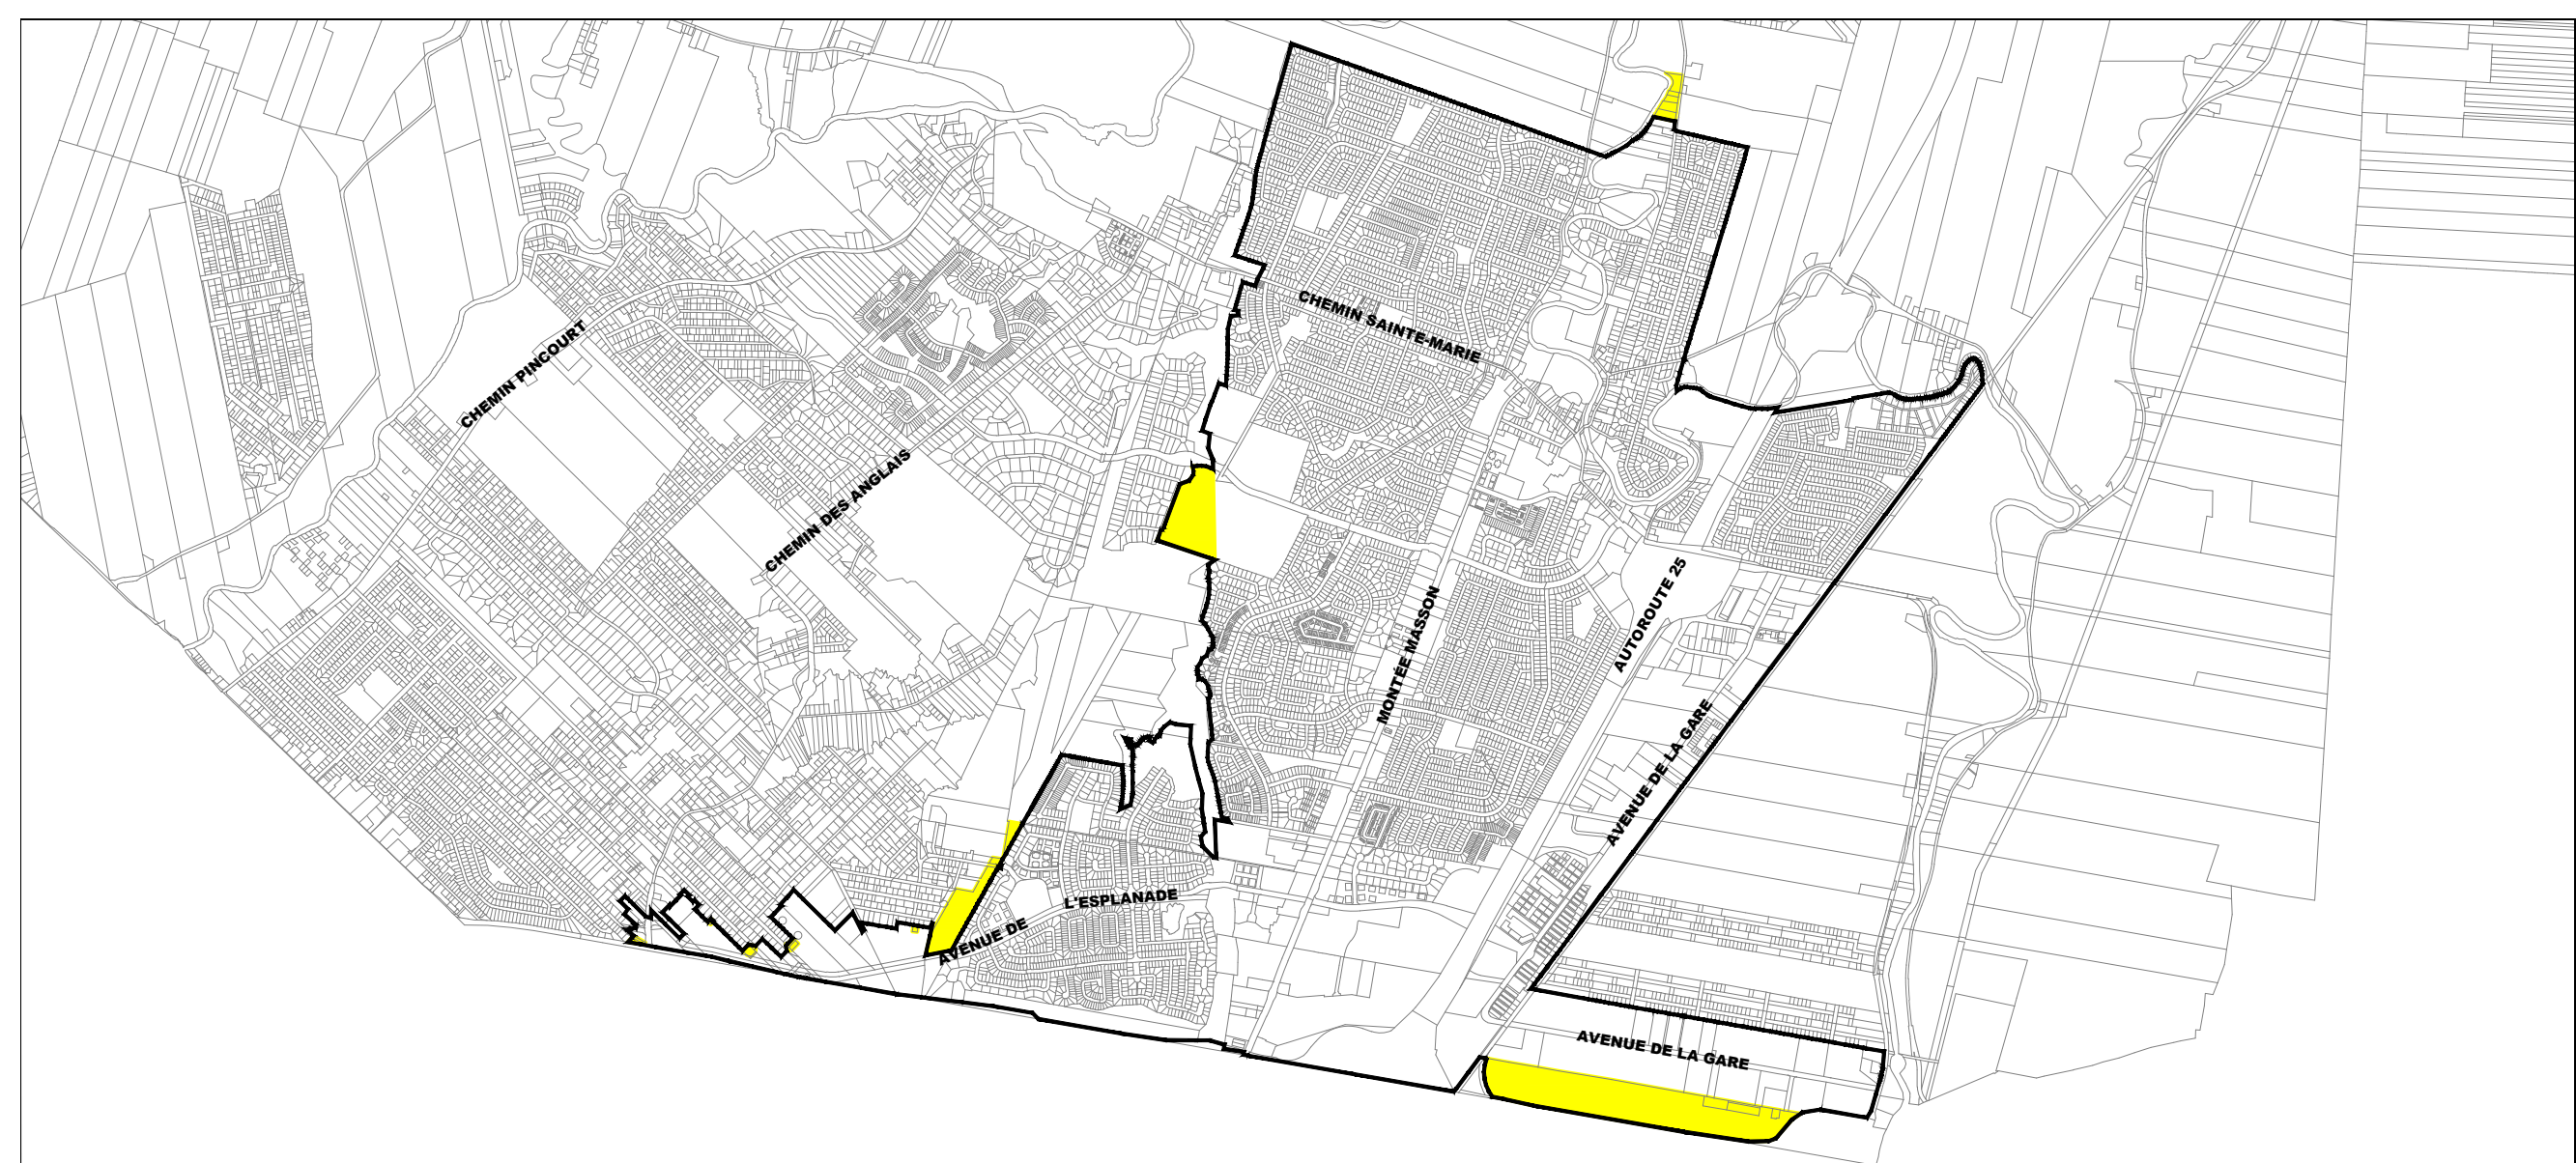 CHEMIN SAINTE-MARIE
CHEMIN PINCOURT
CHEMIN DES ANGLAIS
AUTOROUTE 25
MONTÉE MASSON
AVENUE DE LA GARE
AVENUE DE
L'ESPLANADE
AVENUE DE LA GARE